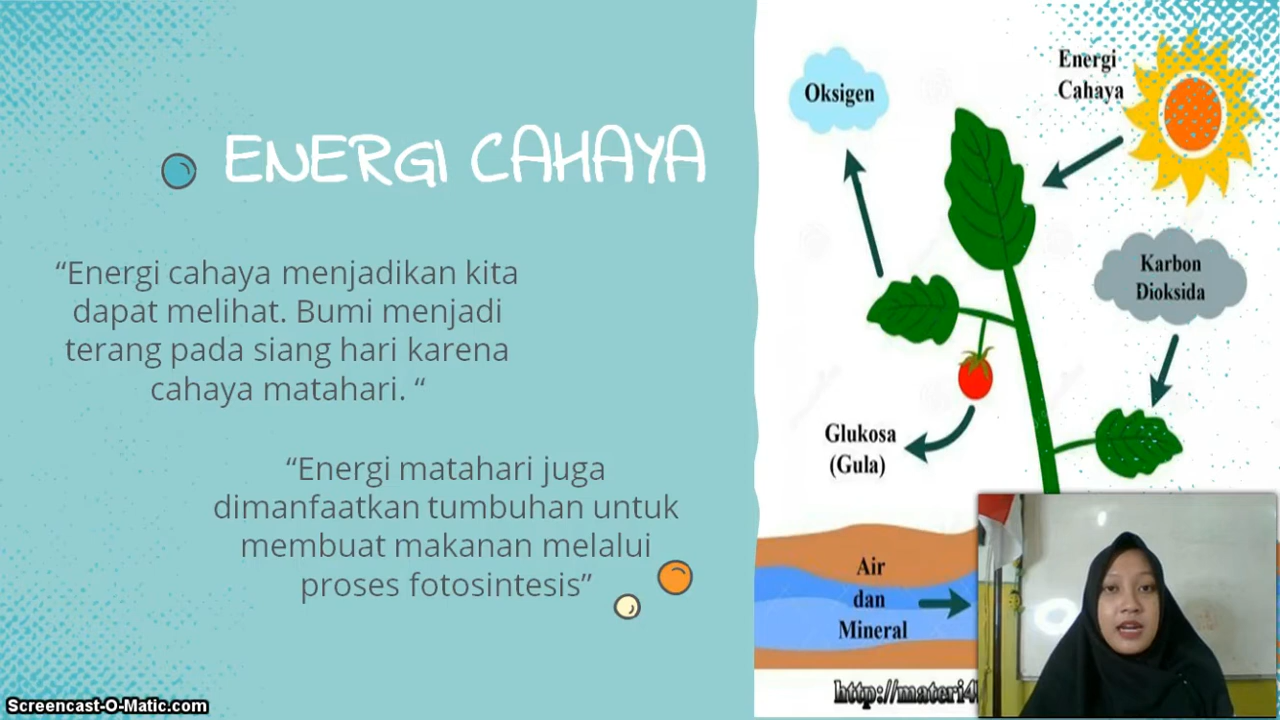 ENERGI CAHAYA
“Energi cahaya menjadikan kita
dapat melihat. Bumi menjadi
terang pada siang hari karena
cahaya matahari. “
“Energi matahari juga
dimanfaatkan tumbuhan untuk
membuat makanan melalui
proses fotosintesis”
Oksigen
Energi
Cahaya
Karbon
Dioksida
Glukosa
(Gula)
Air
dan
Mineral
http://materi4
Screencast-O-Matic.com